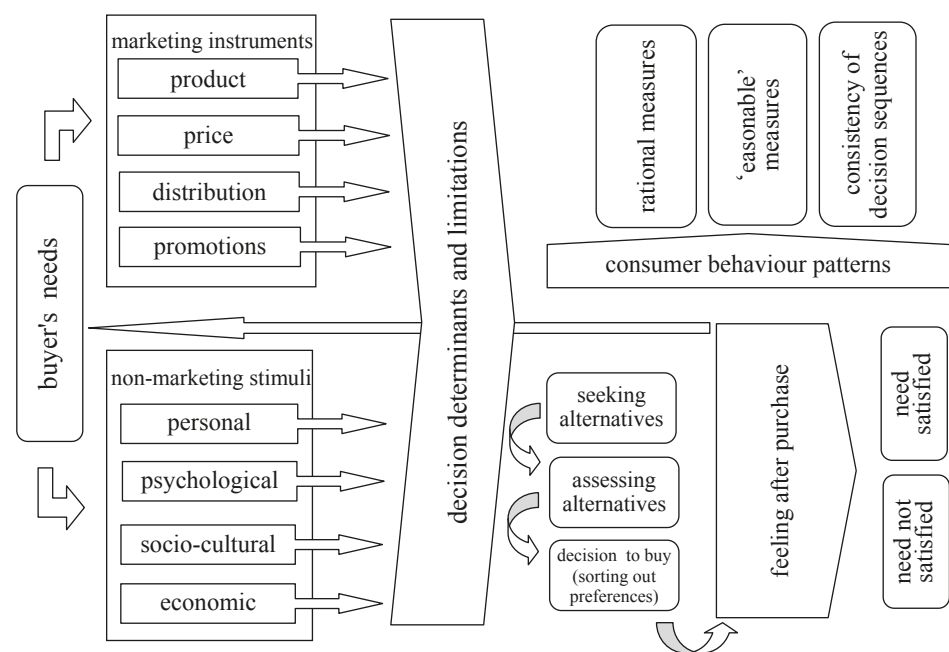 buyer's needs
marketing instruments
product
price
distribution
promotions
non-marketing stimuli
personal
psychological
socio-cultural
economic
decision determinants and limitations
rational measures
‘easonable’
measures
consistency of
decision sequences
consumer behaviour patterns
seeking
alternatives
assessing
alternatives
decision to buy
(sorting out
preferences)
feeling after purchase
need
satisfied
need not
satisfied